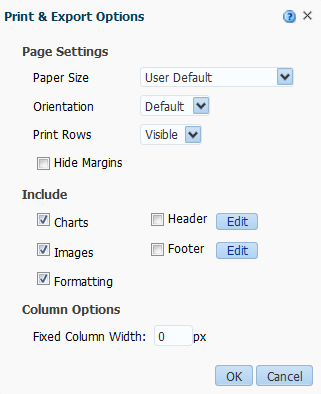 Print & Export Options
Page Settings
Paper Size User Default
Orientation Default
Print Rows Visible
Hide Margins
Include
Charts Header Edit
Images Footer Edit
Formatting
Column Options
Fixed Column Width: 0 px
OK Cancel